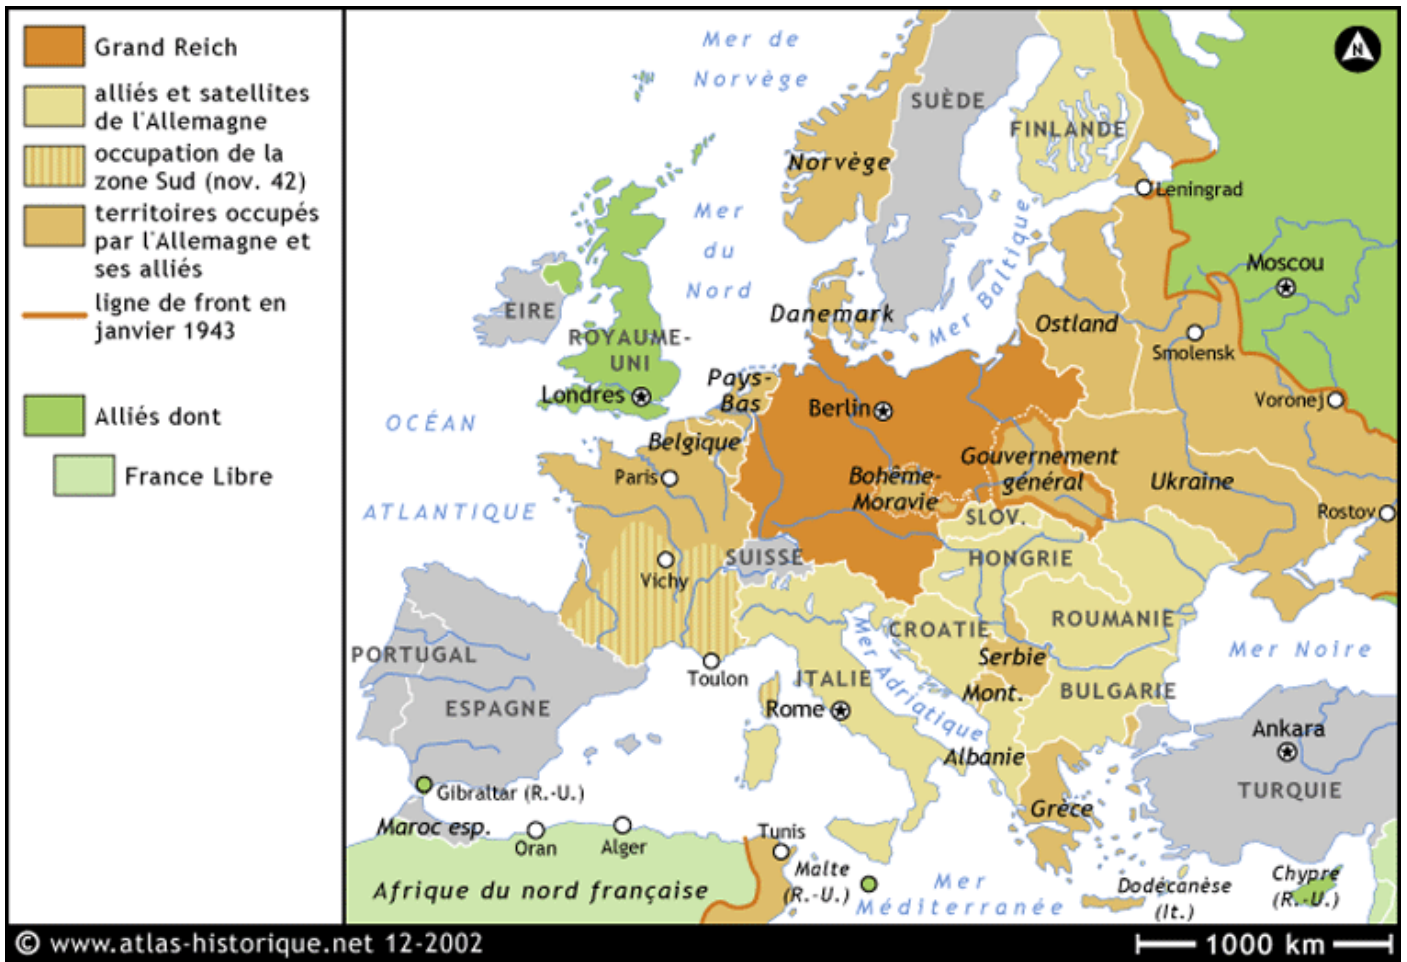 Grand Reich
alliés et satellites
de l'Allemagne
occupation de la
zone Sud (nov. 42)
territoires occupés
par l'Allemagne et
ses alliés
ligne de front en
janvier 1943
Alliés dont
France Libre
Mer de
Norvège
N
SUÈDE
FINLANDE
Norvège
Leningrad
Mer
du
Nord
Mer Baltique
Moscou
EIRE
ROYAUME-
UNI
Danemark
Ostland
Smolensk
Londres
Pays-
Bas
Berlin
Voronej
OCÉAN
ATLANTIQUE
Belgique
Paris
Bohême-
Moravie
Gouvernement
général
Ukraine
SLOV.
Rostov
SUISSE
HONGRIE
Vichy
ROUMANIE
CROATIE
Serbie
Mer Noire
PORTUGAL
ESPAGNE
Toulon
ITALIE
Mer Adriatique
Mont.
BULGARIE
Rome
Ankara
Albanie
TURQUIE
Gibraltar (R.-U.)
Grèce
Maroc esp.
Oran
Alger
Tunis
Malte
(R.-U.)
Afrique du nord française
Mer
Méditerranée
Dodécanèse
(It.)
Chypre
(R.-U.)
© www.atlas-historique.net 12-2002
1000 km